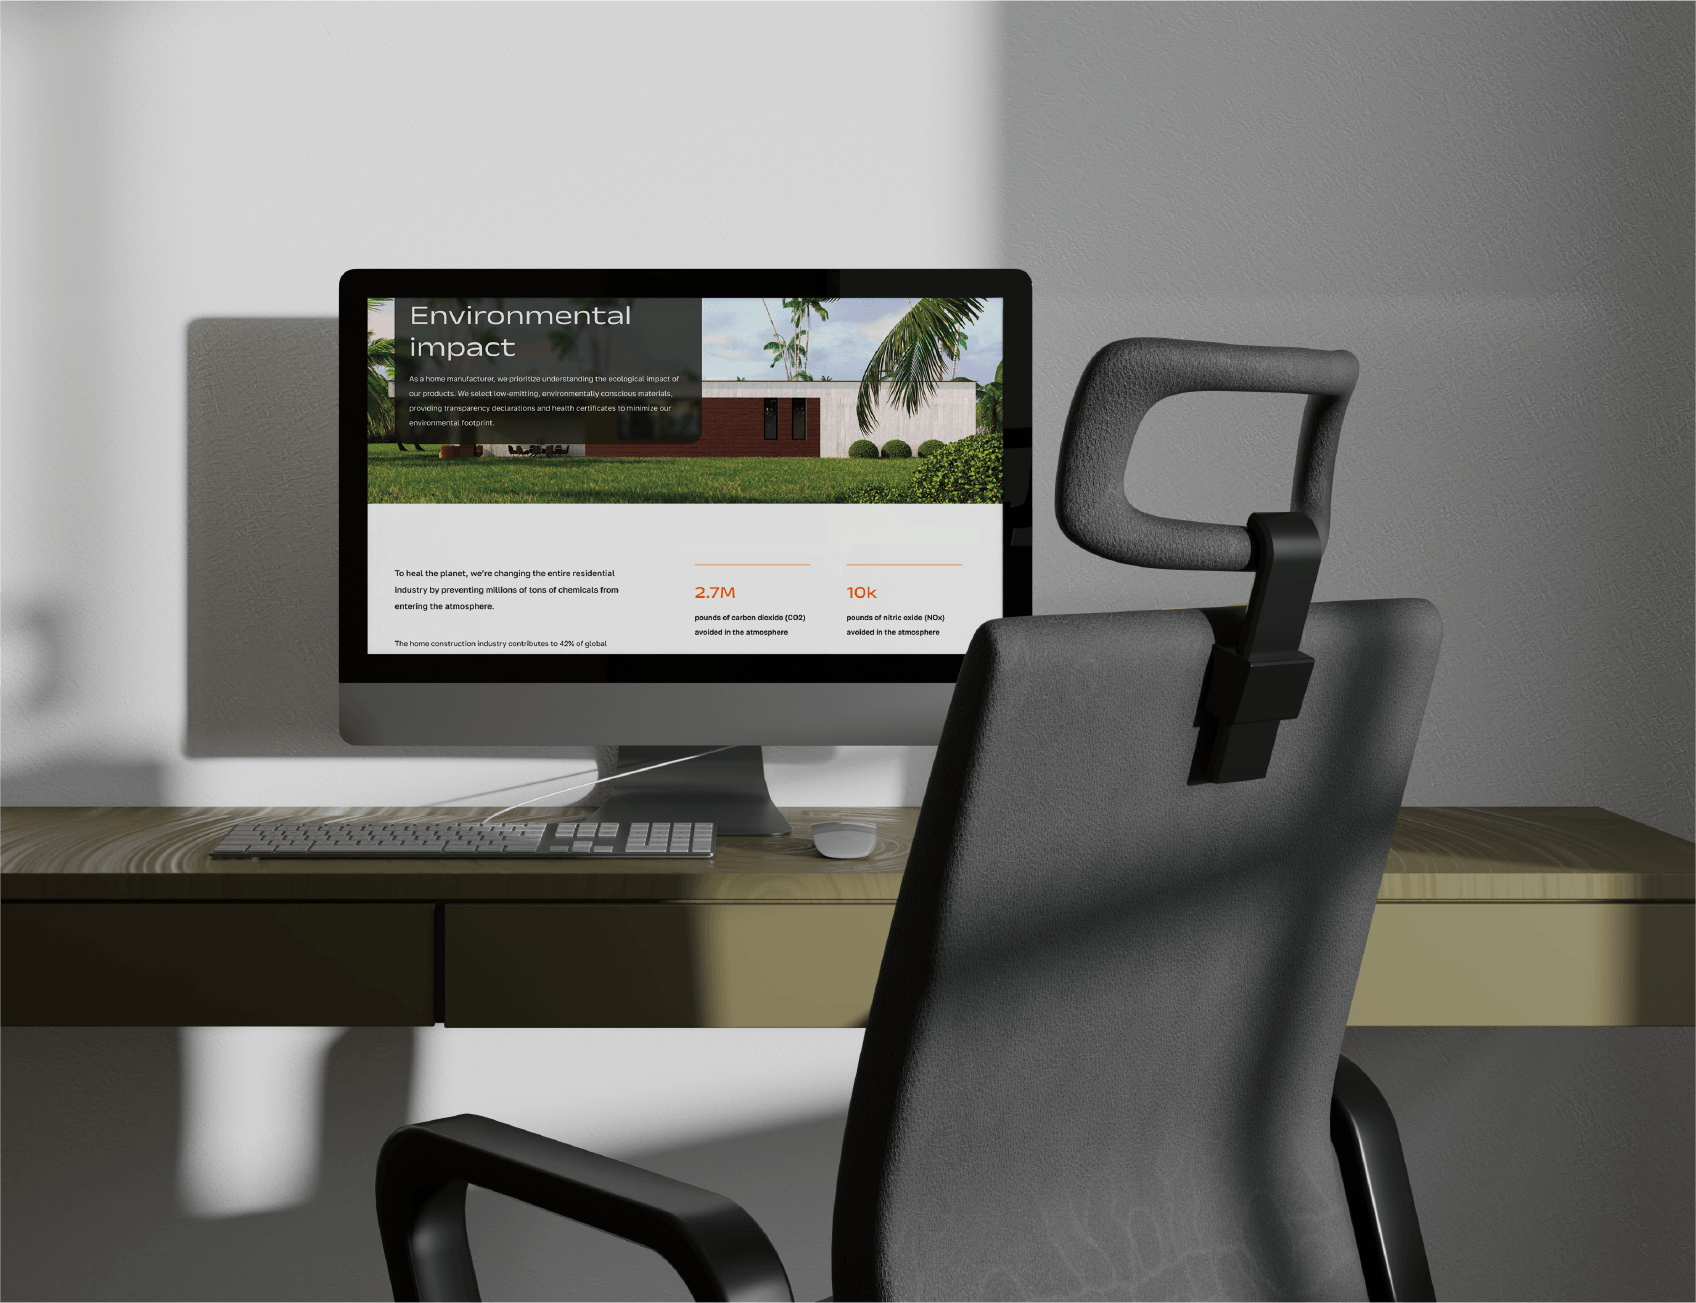 Environmental
impact
As a home manufacturer, we prioritize understanding the ecological impact of
our products. We select low-emitting, environmentally conscious materials,
providing transparency declarations and health certificates to minimize our
environmental footprint.
To heal the planet, we're changing the entire residential
industry by preventing millions of tons of chemicals from
entering the atmosphere.
The home construction industry contributes to 42% of global
2.7M
pounds of carbon dioxide (CO2)
avoided in the atmosphere
10k
pounds of nitric oxide (NOx)
avoided in the atmosphere